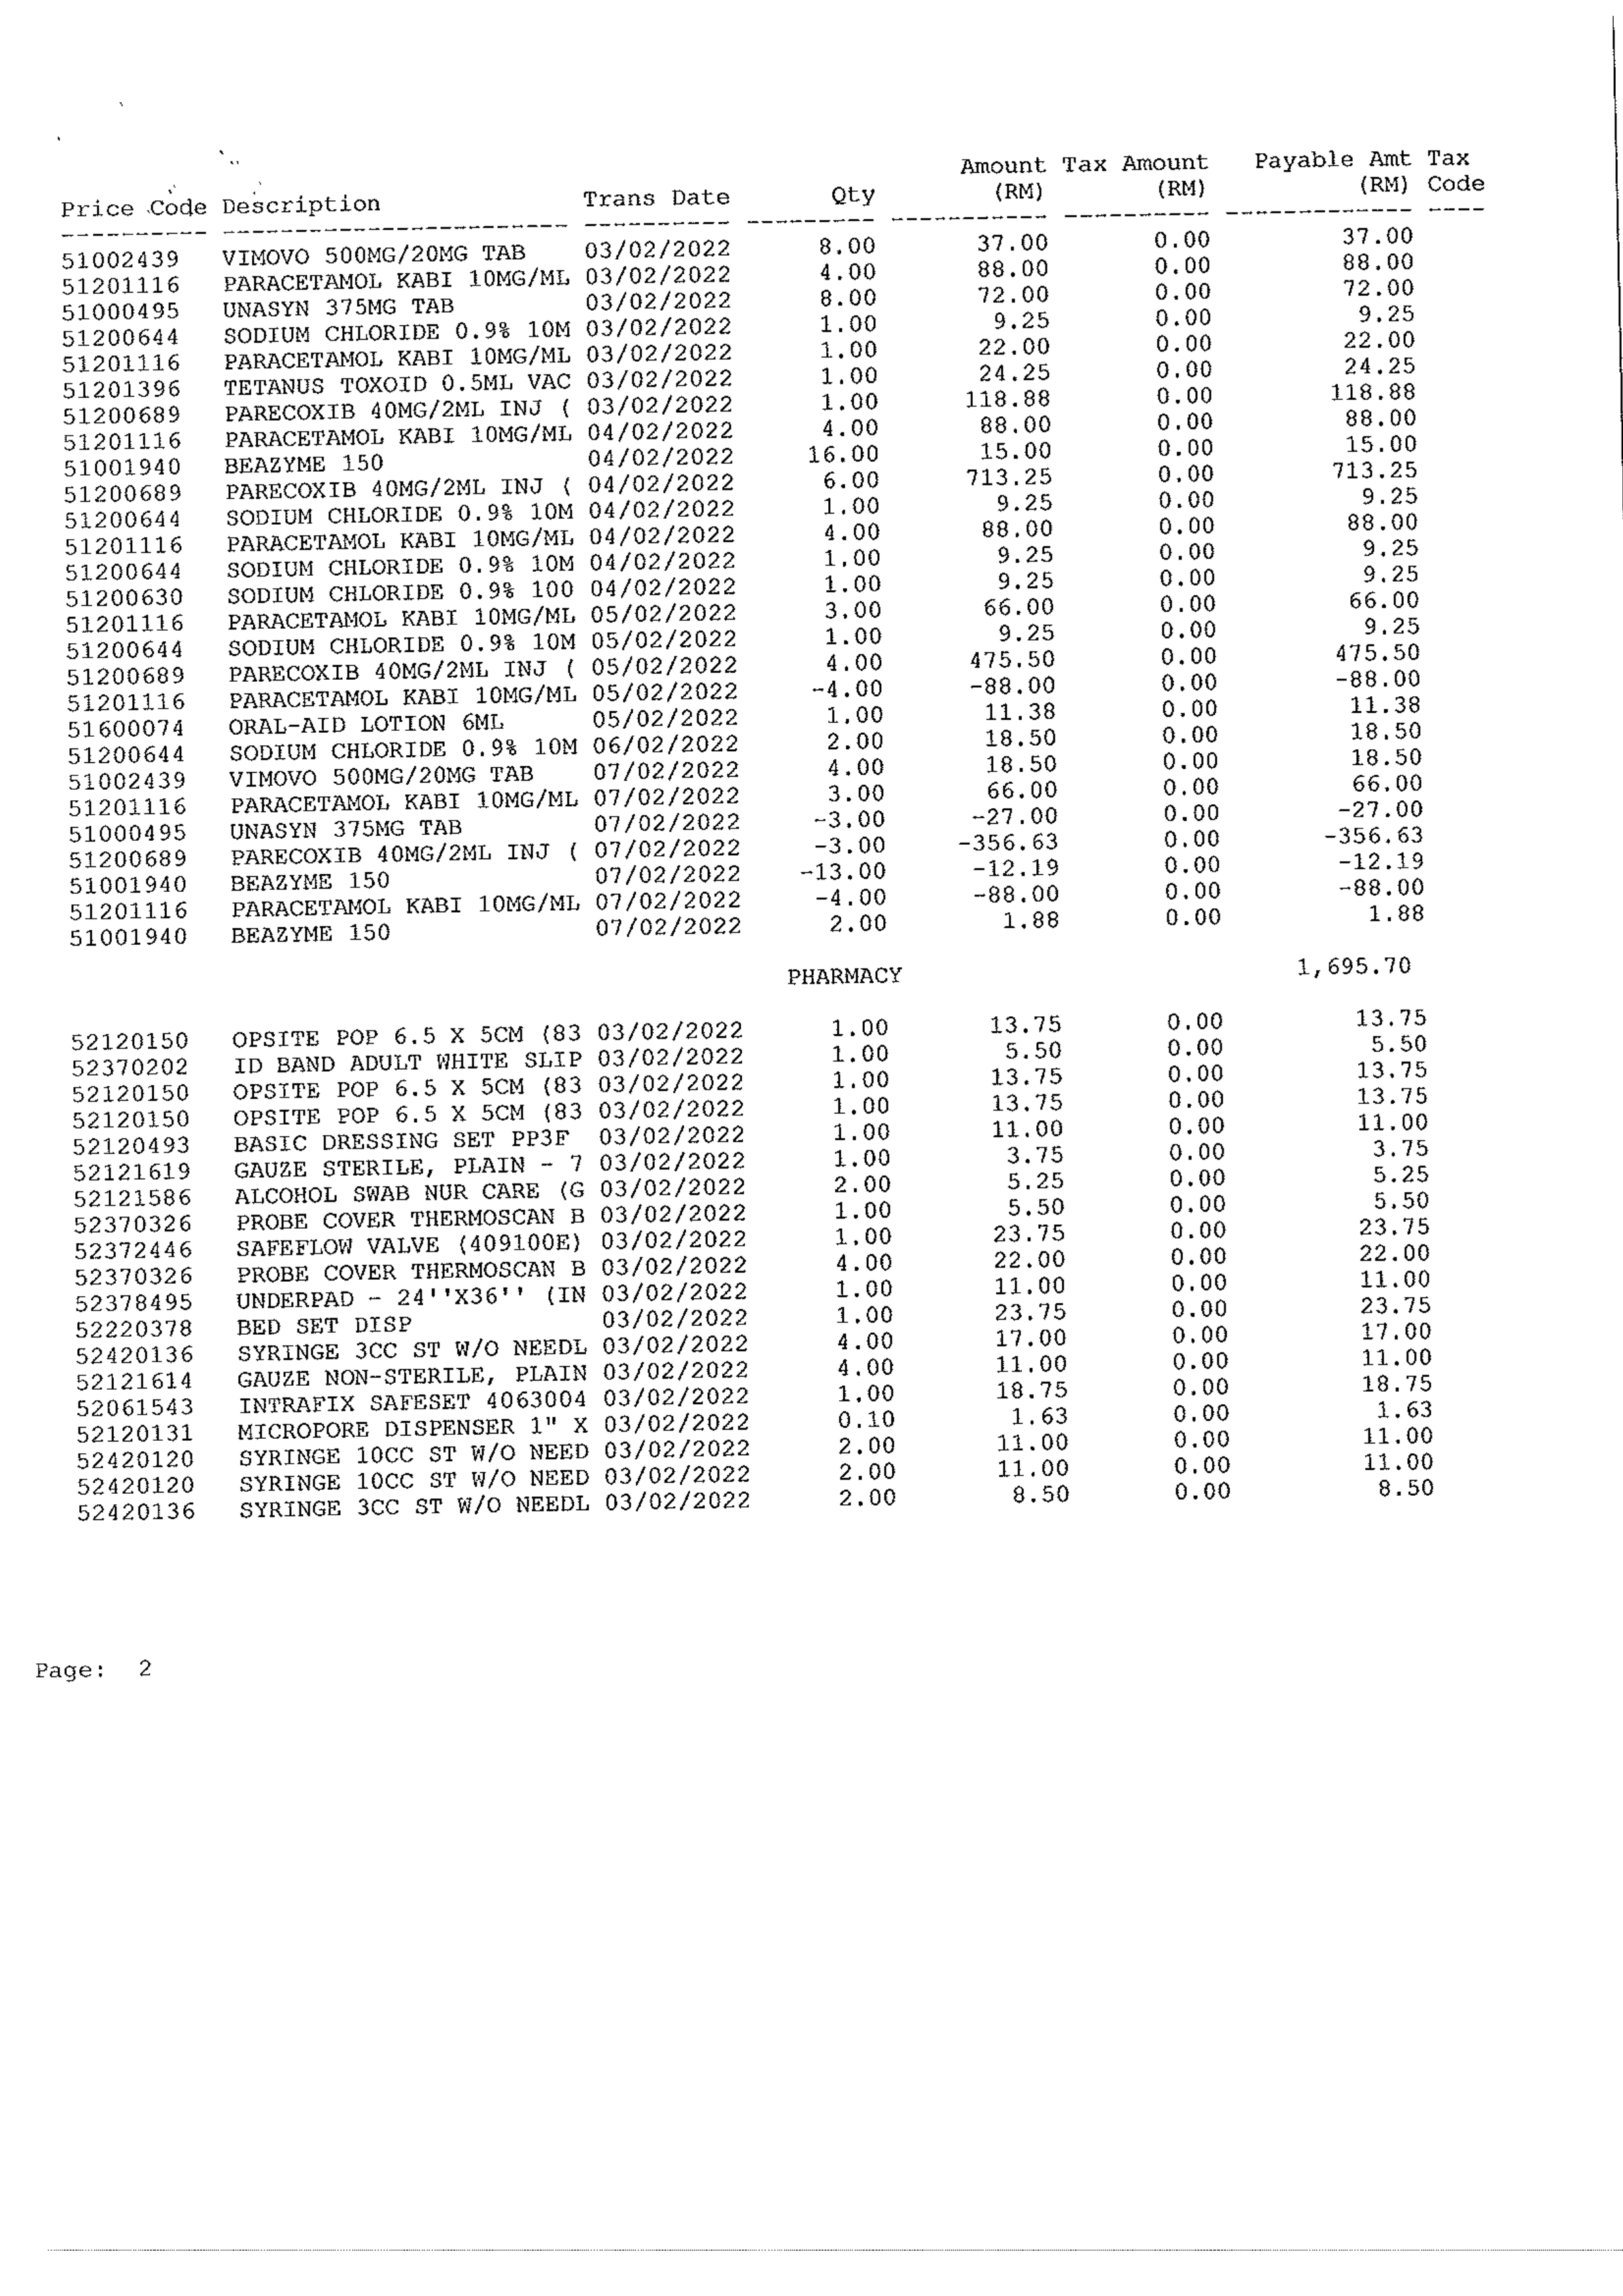 Amount Tax Amount Payable Amt Tax
Price Code Description Trans Date Qty (RM) (RM) (RM) Code
---------- ------------------------ ---------- --------- ----------- ---------- ------------- ----
51002439 VIMOVO 500MG/20MG TAB 03/02/2022 8.00 37.00 0.00 37.00
51201116 PARACETAMOL KABI 10MG/ML 03/02/2022 4.00 88.00 0.00 88.00
51000495 UNASYN 375MG TAB 03/02/2022 8.00 72.00 0.00 72.00
51200644 SODIUM CHLORIDE 0.9% 10M 03/02/2022 1.00 9.25 0.00 9.25
51201116 PARACETAMOL KABI 10MG/ML 03/02/2022 1.00 22.00 0.00 22.00
51201396 TETANUS TOXOID 0.5ML VAC 03/02/2022 1.00 24.25 0.00 24.25
51200689 PARECOXIB 40MG/2ML INJ ( 03/02/2022 1.00 118.88 0.00 118.88
51201116 PARACETAMOL KABI 10MG/ML 04/02/2022 4.00 88.00 0.00 88.00
51001940 BEAZYME 150 04/02/2022 16.00 15.00 0.00 15.00
51200689 PARECOXIB 40MG/2ML INJ ( 04/02/2022 6.00 713.25 0.00 713.25
51200644 SODIUM CHLORIDE 0.9% 10M 04/02/2022 1.00 9.25 0.00 9.25
51201116 PARACETAMOL KABI 10MG/ML 04/02/2022 4.00 88.00 0.00 88.00
51200644 SODIUM CHLORIDE 0.9% 10M 04/02/2022 1.00 9.25 0.00 9.25
51200630 SODIUM CHLORIDE 0.9% 100 04/02/2022 1.00 9.25 0.00 9.25
51201116 PARACETAMOL KABI 10MG/ML 05/02/2022 3.00 66.00 0.00 66.00
51200644 SODIUM CHLORIDE 0.9% 10M 05/02/2022 1.00 9.25 0.00 9.25
51200689 PARECOXIB 40MG/2ML INJ ( 05/02/2022 4.00 475.50 0.00 475.50
51201116 PARACETAMOL KABI 10MG/ML 05/02/2022 -4.00 -88.00 0.00 -88.00
51600074 ORAL-AID LOTION 6ML 05/02/2022 1.00 11.38 0.00 11.38
51200644 SODIUM CHLORIDE 0.9% 10M 06/02/2022 2.00 18.50 0.00 18.50
51002439 VIMOVO 500MG/20MG TAB 07/02/2022 4.00 18.50 0.00 18.50
51201116 PARACETAMOL KABI 10MG/ML 07/02/2022 3.00 66.00 0.00 66.00
51000495 UNASYN 375MG TAB 07/02/2022 -3.00 -27.00 0.00 -27.00
51200689 PARECOXIB 40MG/2ML INJ ( 07/02/2022 -3.00 -356.63 0.00 -356.63
51001940 BEAZYME 150 07/02/2022 -13.00 -12.19 0.00 -12.19
51201116 PARACETAMOL KABI 10MG/ML 07/02/2022 -4.00 -88.00 0.00 -88.00
51001940 BEAZYME 150 07/02/2022 2.00 1.88 0.00 1.88
PHARMACY 1,695.70
52120150 OPSITE POP 6.5 X 5CM (83 03/02/2022 1.00 13.75 0.00 13.75
52370202 ID BAND ADULT WHITE SLIP 03/02/2022 1.00 5.50 0.00 5.50
52120150 OPSITE POP 6.5 X 5CM (83 03/02/2022 1.00 13.75 0.00 13.75
52120150 OPSITE POP 6.5 X 5CM (83 03/02/2022 1.00 13.75 0.00 13.75
52120493 BASIC DRESSING SET PP3F 03/02/2022 1.00 11.00 0.00 11.00
52121619 GAUZE STERILE, PLAIN - 7 03/02/2022 1.00 3.75 0.00 3.75
52121586 ALCOHOL SWAB NUR CARE (G 03/02/2022 2.00 5.25 0.00 5.25
52370326 PROBE COVER THERMOSCAN B 03/02/2022 1.00 5.50 0.00 5.50
52372446 SAFEFLOW VALVE (409100E) 03/02/2022 1.00 23.75 0.00 23.75
52370326 PROBE COVER THERMOSCAN B 03/02/2022 4.00 22.00 0.00 22.00
52378495 UNDERPAD - 24''X36'' (IN 03/02/2022 1.00 11.00 0.00 11.00
52220378 BED SET DISP 03/02/2022 1.00 23.75 0.00 23.75
52420136 SYRINGE 3CC ST W/O NEEDL 03/02/2022 4.00 17.00 0.00 17.00
52121614 GAUZE NON-STERILE, PLAIN 03/02/2022 4.00 11.00 0.00 11.00
52061543 INTRAFIX SAFESET 4063004 03/02/2022 1.00 18.75 0.00 18.75
52120131 MICROPORE DISPENSER 1" X 03/02/2022 0.10 1.63 0.00 1.63
52420120 SYRINGE 10CC ST W/O NEED 03/02/2022 2.00 11.00 0.00 11.00
52420120 SYRINGE 10CC ST W/O NEED 03/02/2022 2.00 11.00 0.00 11.00
52420136 SYRINGE 3CC ST W/O NEEDL 03/02/2022 2.00 8.50 0.00 8.50
Page: 2